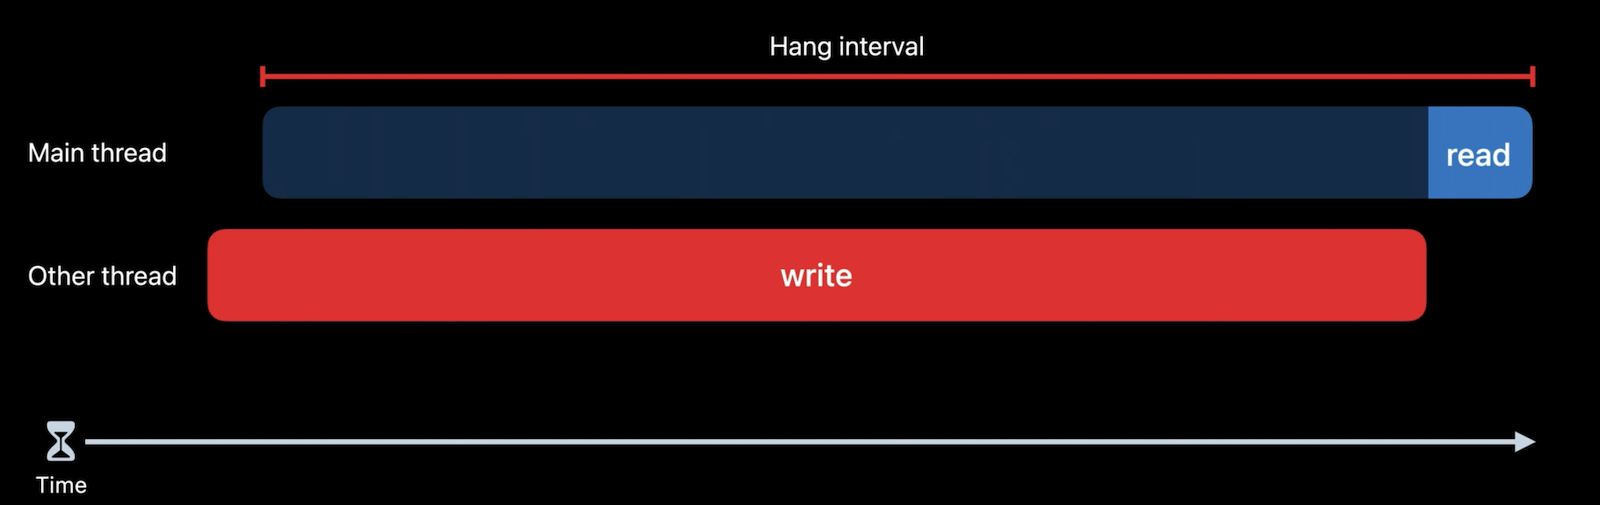 Hang interval
Main thread
read
Other thread
write
Time